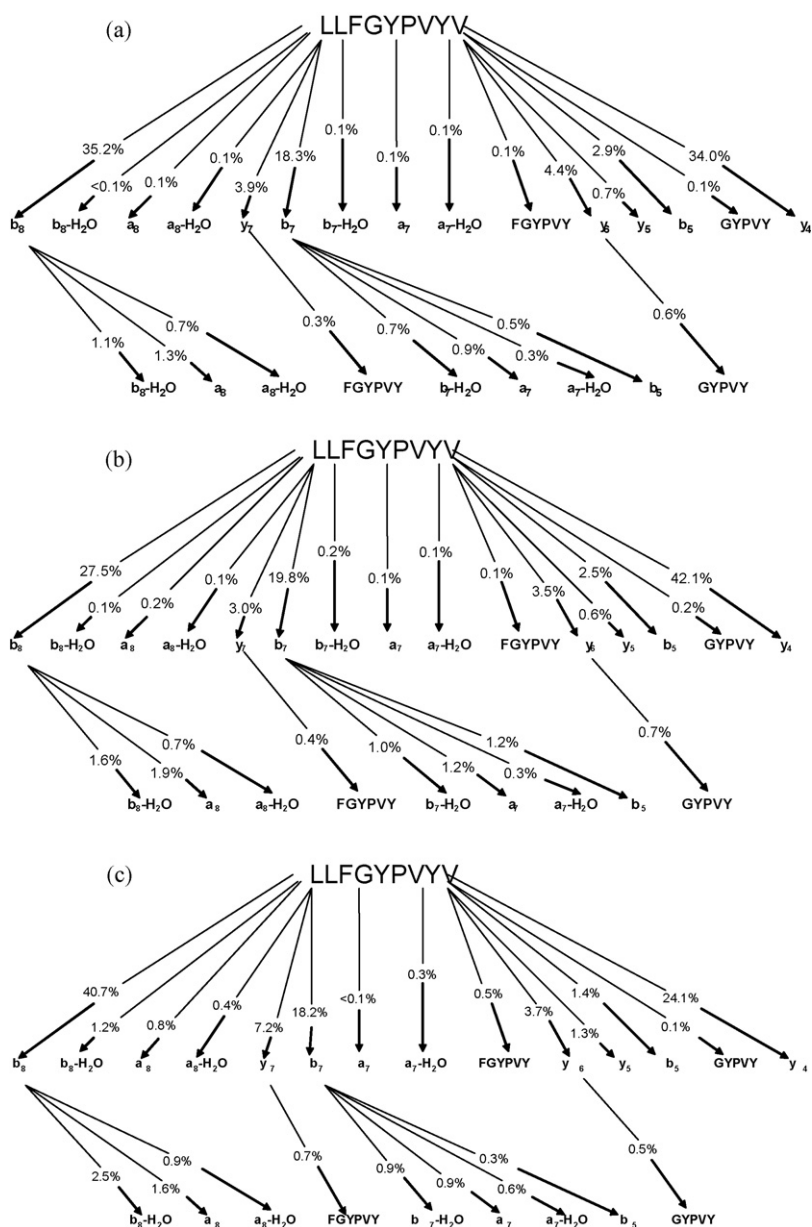 (a) LLFGYPVYV
0.1% 0.1% 0.1%
35.2% 0.1% 18.3% 0.1% 2.9% 34.0%
<0.1% 0.1% 3.9% 4.4% 0.7% 0.1%
b₈ b₈-H₂O a₈ a₈-H₂O y₇ b₇ b₇-H₂O a₇ a₇-H₂O FGYPVY y₆ y₅ b₅ GYPVY y₄
1.1% 1.3% 0.7% 0.3% 0.7% 0.9% 0.3% 0.5% 0.6%
b₈-H₂O a₈ a₈-H₂O FGYPVY b₇-H₂O a₇ a₇-H₂O b₅ GYPVY
(b) LLFGYPVYV
0.2% 0.1% 0.1%
27.5% 0.1% 19.8% 0.1% 2.5% 42.1%
0.1% 0.2% 3.0% 3.5% 0.6% 0.2%
b₈ b₈-H₂O a₈ a₈-H₂O y₇ b₇ b₇-H₂O a₇ a₇-H₂O FGYPVY y₆ y₅ b₅ GYPVY y₄
1.6% 1.9% 0.7% 0.4% 1.0% 1.2% 0.3% 1.2% 0.7%
b₈-H₂O a₈ a₈-H₂O FGYPVY b₇-H₂O a₇ a₇-H₂O b₅ GYPVY
(c) LLFGYPVYV
40.7% 0.4% 18.2% <0.1% 0.3% 0.5% 1.4% 24.1%
1.2% 0.8% 7.2% 3.7% 1.3% 0.1%
b₈ b₈-H₂O a₈ a₈-H₂O y₇ b₇ a₇ a₇-H₂O FGYPVY y₆ y₅ b₅ GYPVY y₄
2.5% 1.6% 0.9% 0.7% 0.9% 0.9% 0.6% 0.3% 0.5%
b₈-H₂O a₈ a₈-H₂O FGYPVY b₇-H₂O a₇ a₇-H₂O b₅ GYPVY